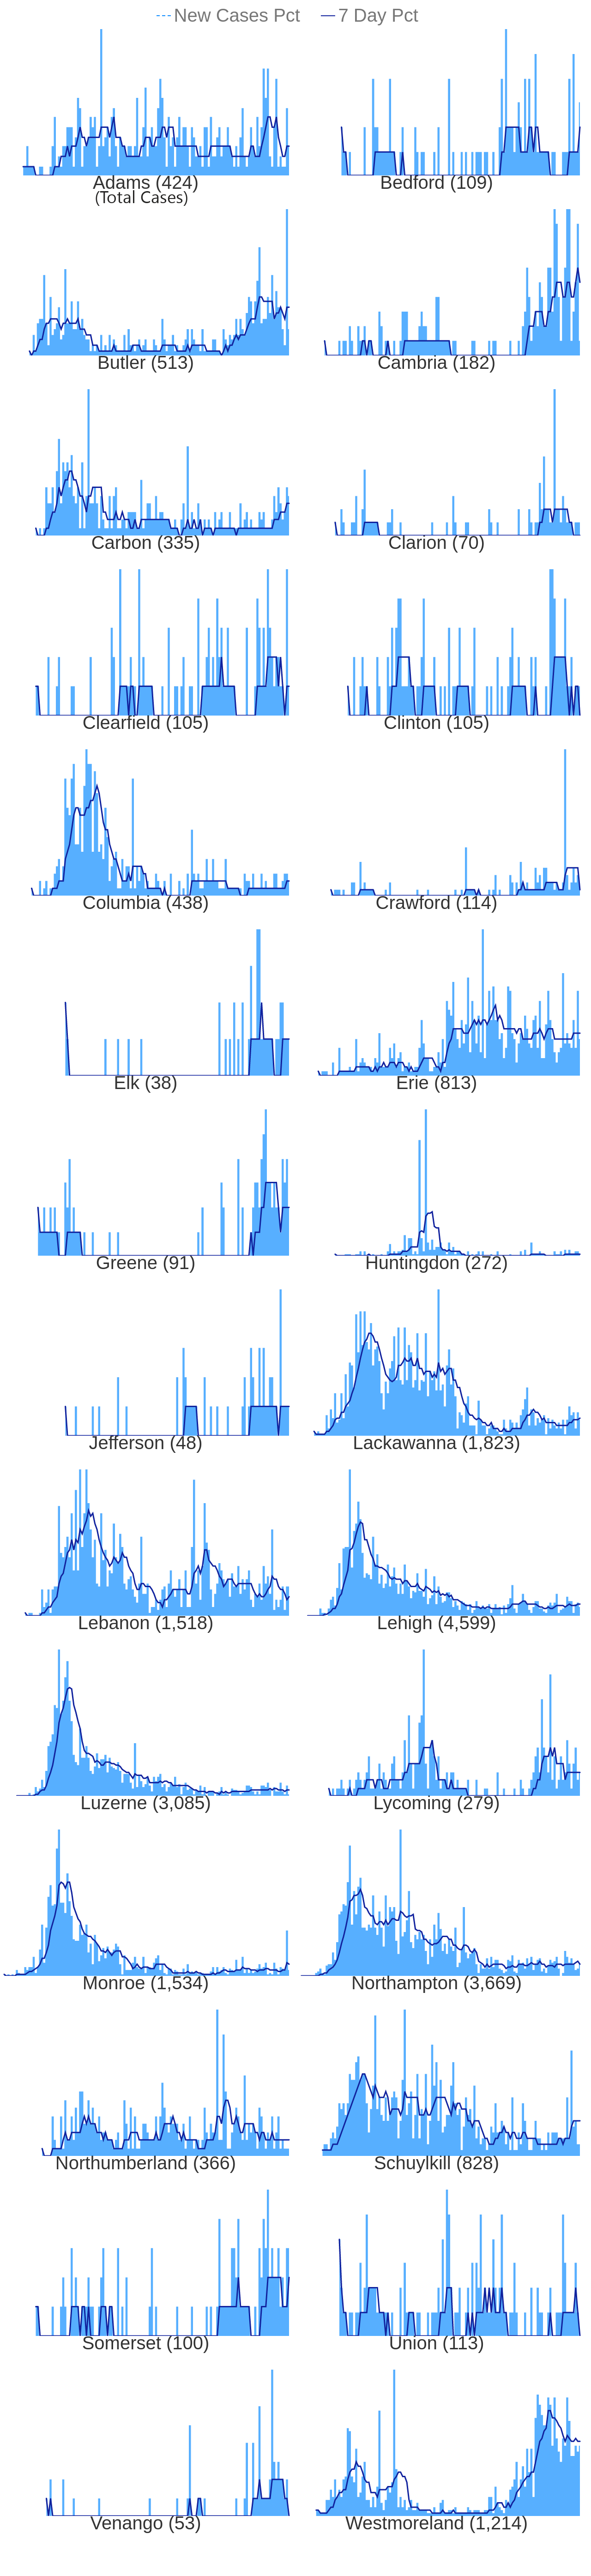 New Cases Pct 7 Day Pct
Adams (424) Bedford (109)
(Total Cases)
Butler (513) Cambria (182)
Carbon (335) Clarion (70)
Clearfield (105) Clinton (105)
Columbia (438) Crawford (114)
Elk (38) Erie (813)
Greene (91) Huntingdon (272)
Jefferson (48) Lackawanna (1,823)
Lebanon (1,518) Lehigh (4,599)
Luzerne (3,085) Lycoming (279)
Monroe (1,534) Northampton (3,669)
Northumberland (366) Schuylkill (828)
Somerset (100) Union (113)
Venango (53) Westmoreland (1,214)